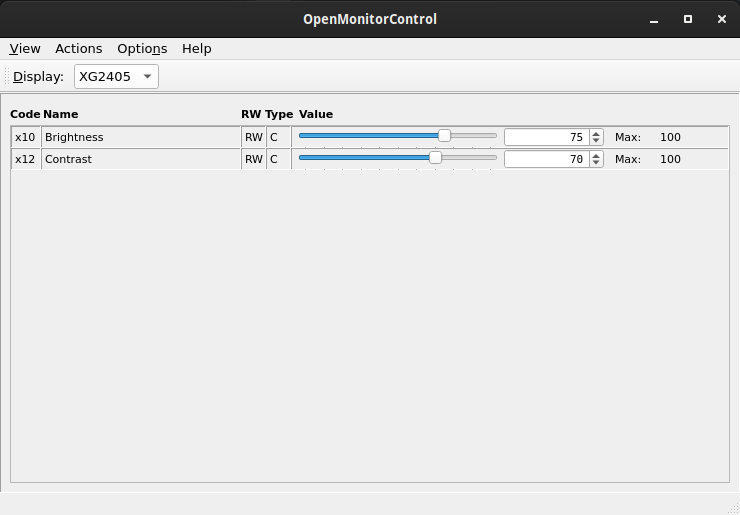 OpenMonitorControl
View Actions Options Help
Display: XG2405
Code Name RW Type Value
x10 Brightness RW C 75 Max: 100
x12 Contrast RW C 70 Max: 100